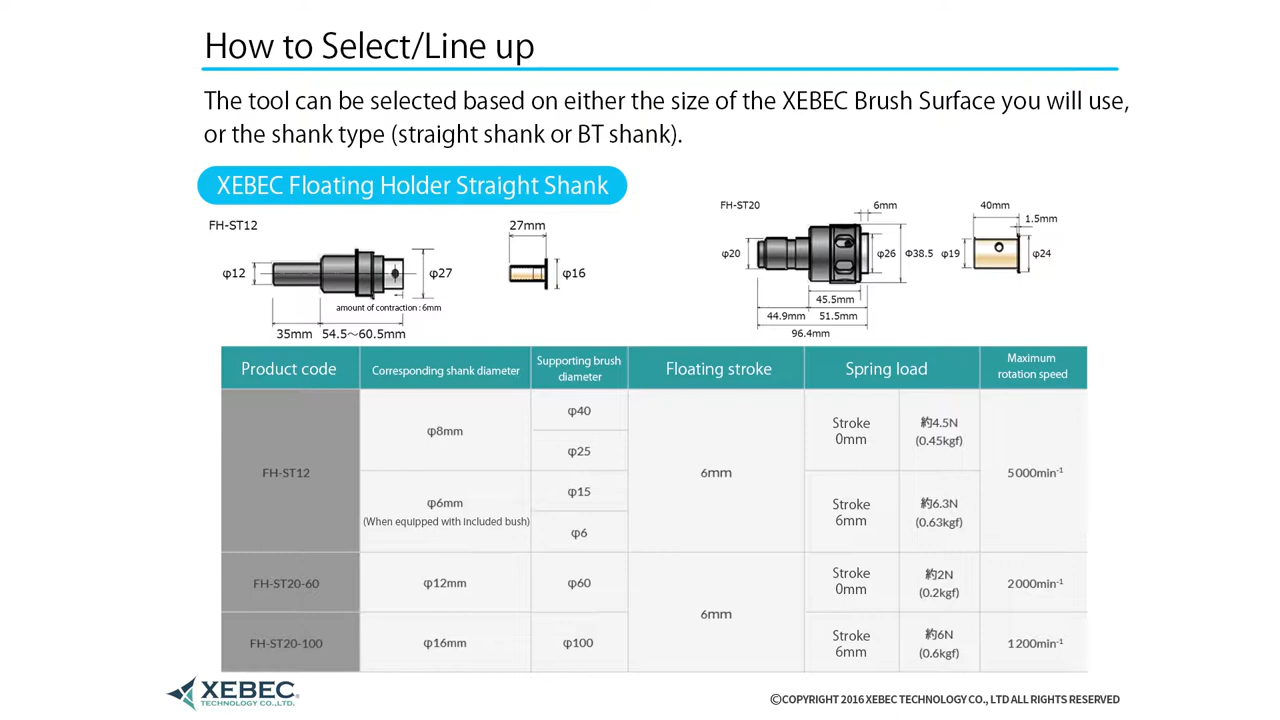 How to Select/Line up
The tool can be selected based on either the size of the XEBEC Brush Surface you will use,
or the shank type (straight shank or BT shank).
XEBEC Floating Holder Straight Shank
FH-ST12
φ12
φ27
amount of contraction : 6mm
35mm
54.5～60.5mm
27mm
φ16
FH-ST20
6mm
φ20
φ26
Φ38.5
45.5mm
44.9mm
51.5mm
96.4mm
40mm
1.5mm
φ19
φ24
Product code
Corresponding shank diameter
Supporting brush
diameter
Floating stroke
Spring load
Maximum
rotation speed
FH-ST12
φ8mm
φ40
φ25
φ6mm
(When equipped with included bush)
φ15
φ6
6mm
Stroke
0mm
約4.5N
(0.45kgf)
Stroke
6mm
約6.3N
(0.63kgf)
5000min⁻¹
FH-ST20-60
φ12mm
φ60
6mm
Stroke
0mm
約2N
(0.2kgf)
2000min⁻¹
FH-ST20-100
φ16mm
φ100
Stroke
6mm
約6N
(0.6kgf)
1200min⁻¹
XEBEC
TECHNOLOGY CO.,LTD.
©COPYRIGHT 2016 XEBEC TECHNOLOGY CO., LTD ALL RIGHTS RESERVED